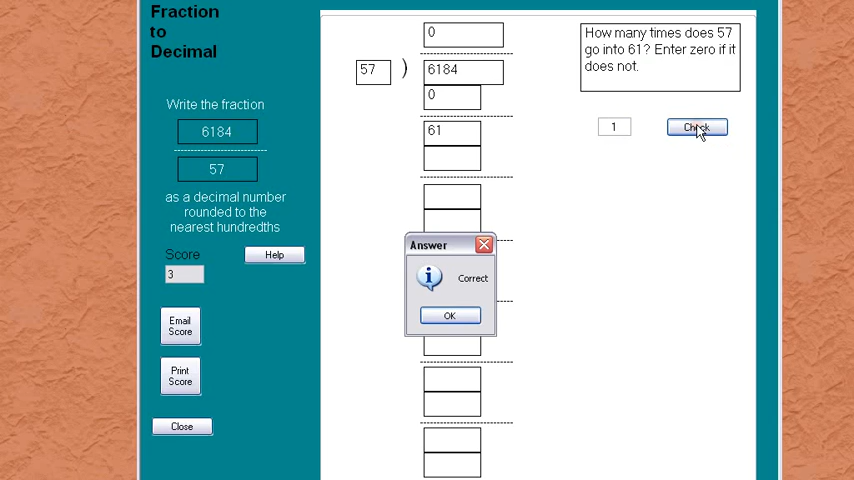 Fraction
to
Decimal
Write the fraction
6184
57
as a decimal number
rounded to the
nearest hundredths
Score
3
Help
Email
Score
Print
Score
Close
0
57 ) 6184
0
61
Answer
Correct
OK
How many times does 57
go into 61? Enter zero if it
does not.
1
Check